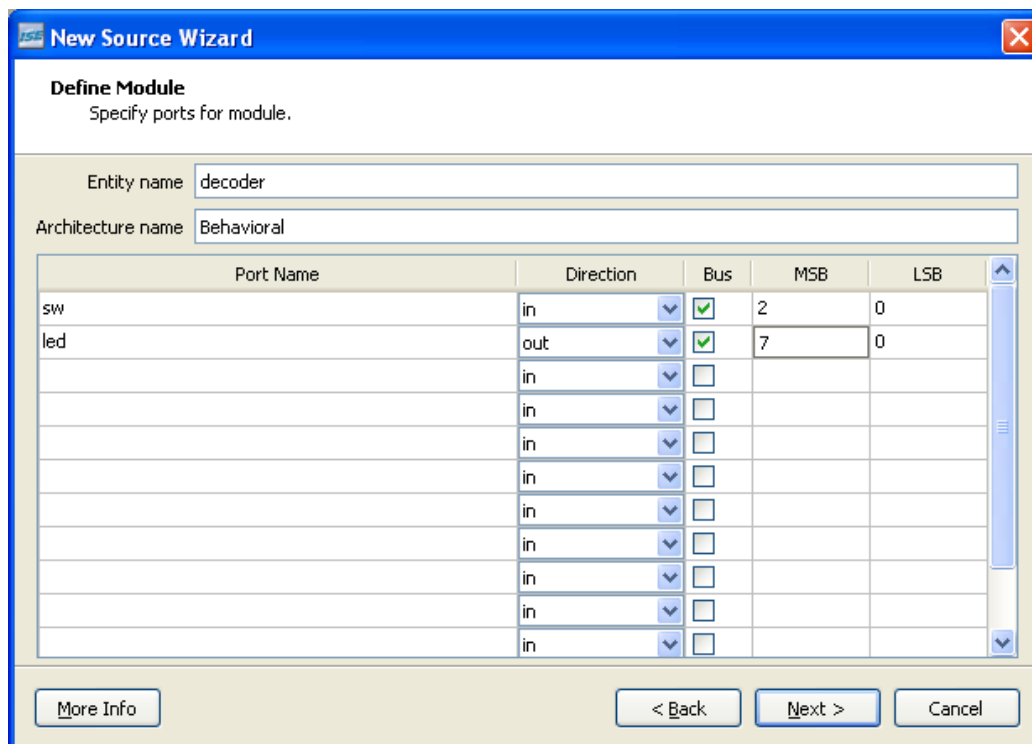 ISE New Source Wizard
Define Module
Specify ports for module.
Entity name decoder
Architecture name Behavioral
Port Name Direction Bus MSB LSB
sw in 2 0
led out 7 0
in
in
in
in
in
in
in
in
in
More Info < Back Next > Cancel